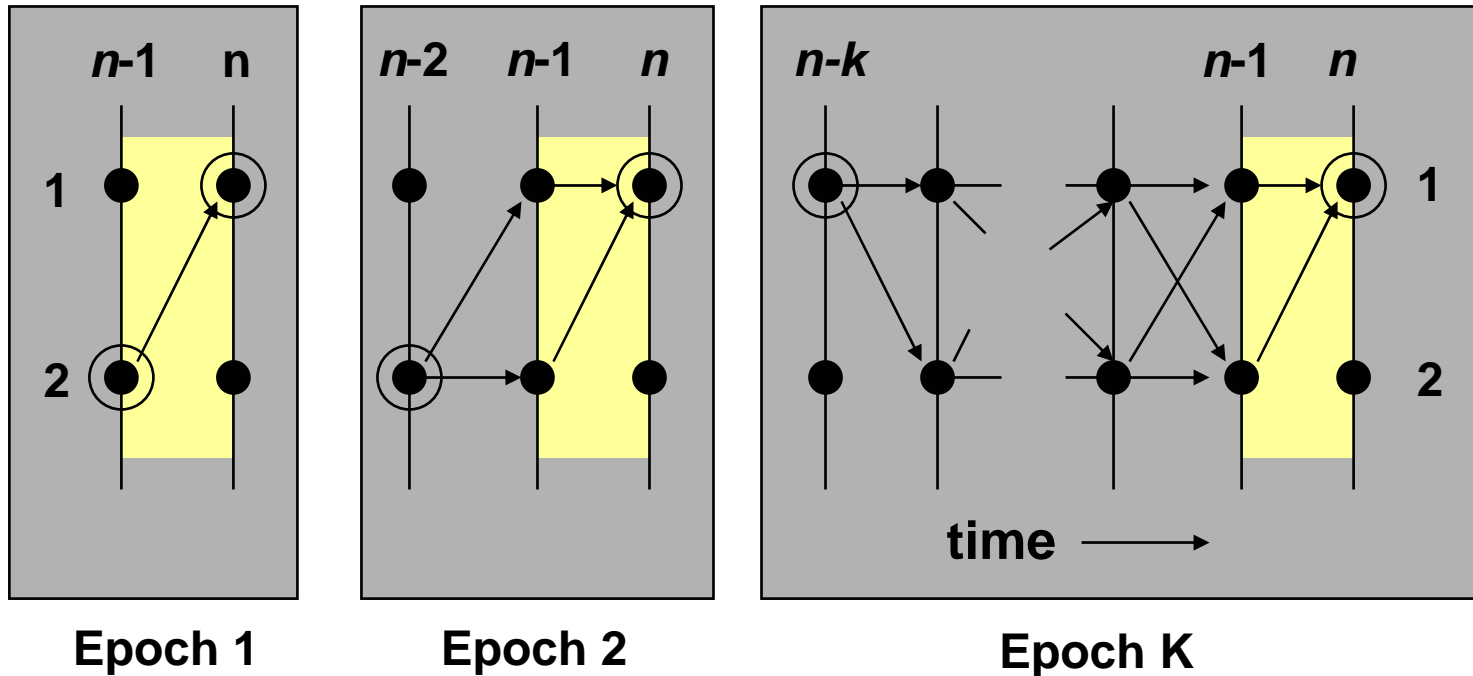 n-1 n
n-2 n-1 n
n-k n-1 n
1 1
2 2
time
Epoch 1 Epoch 2 Epoch K